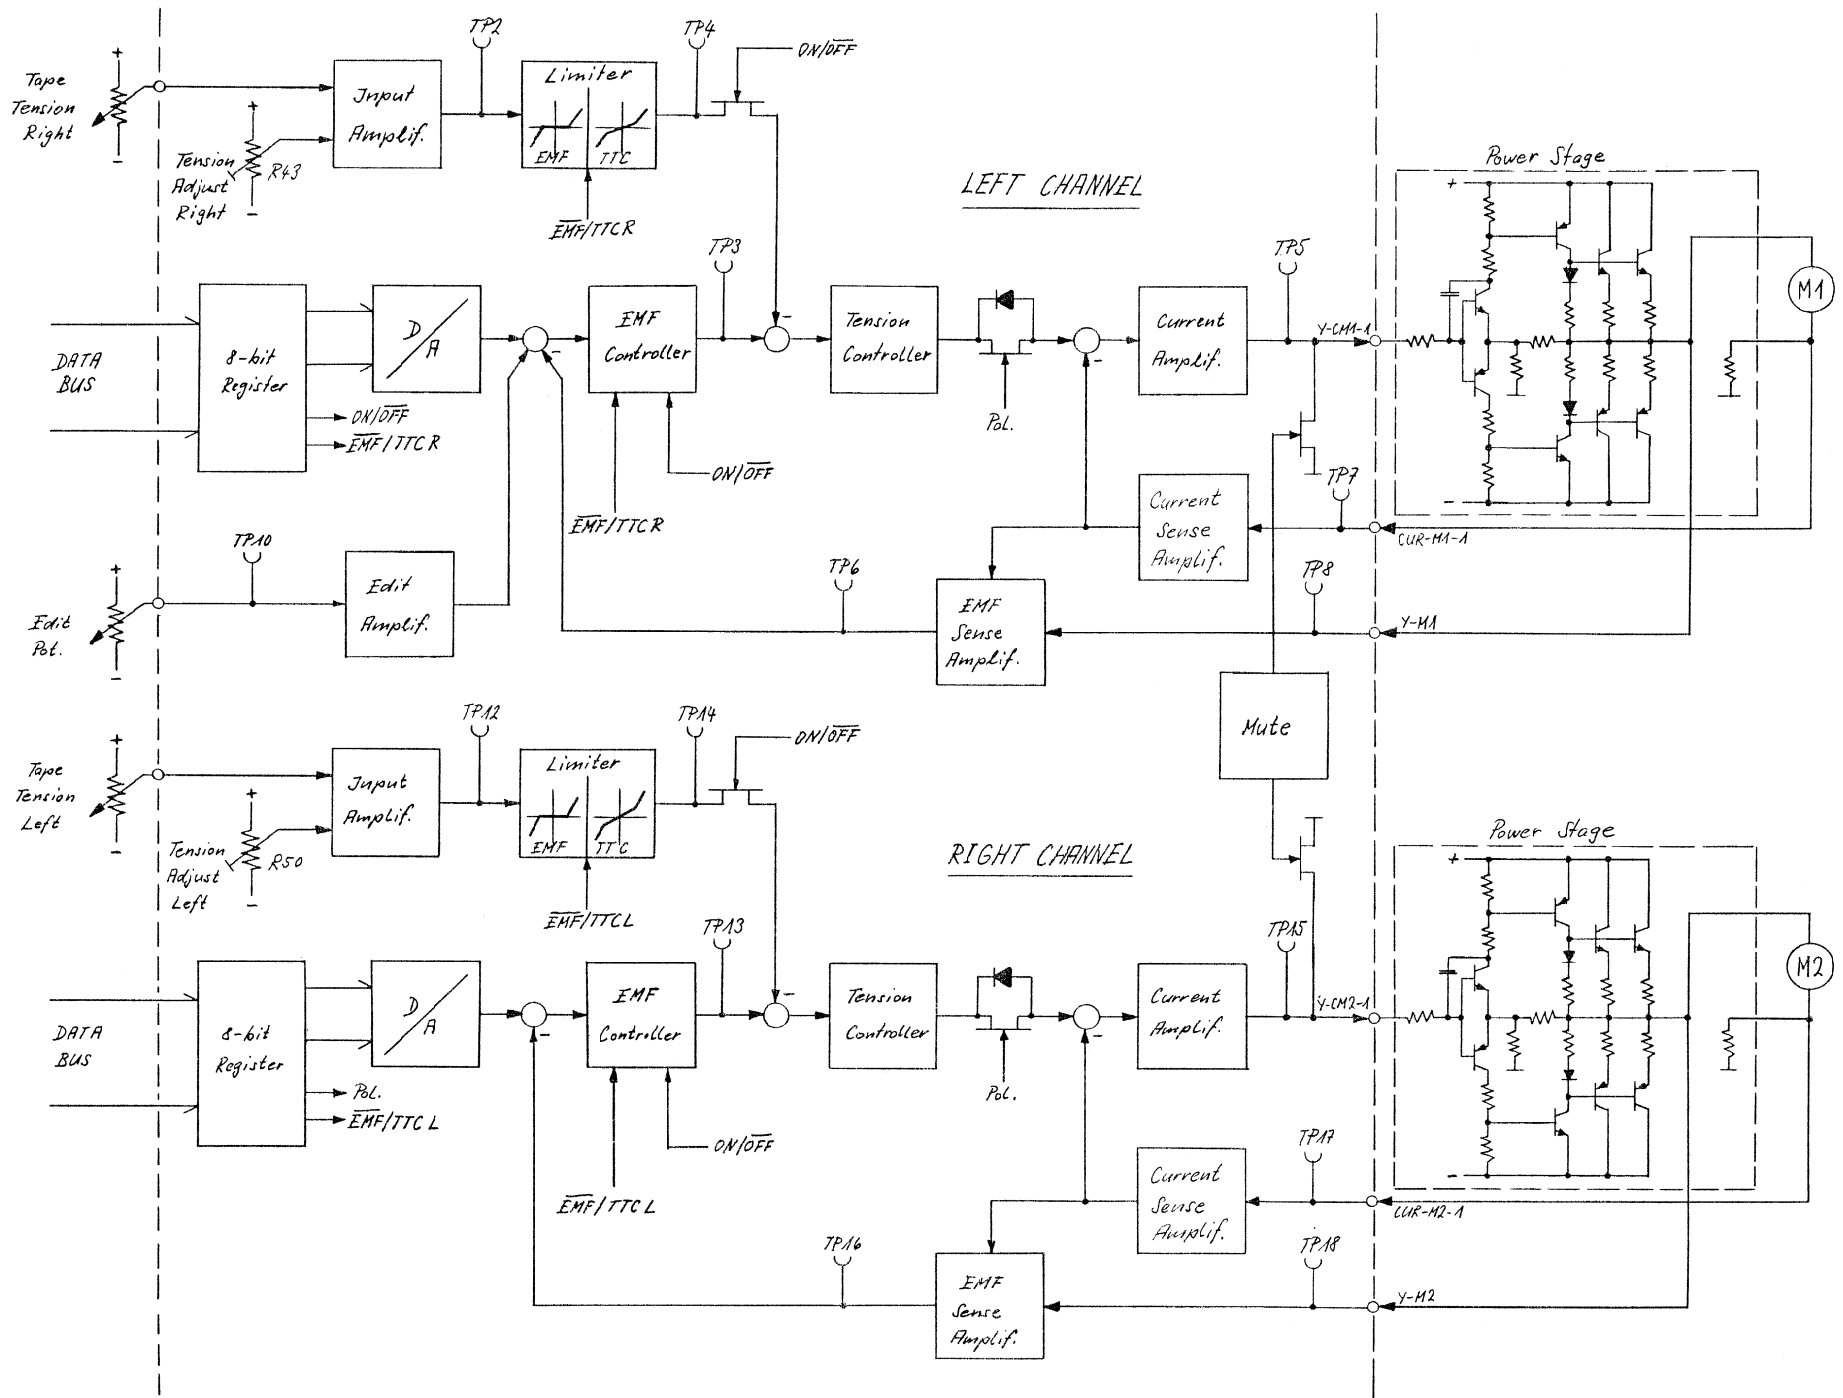 TP2
TP4
ON/OFF
+
Tape
Tension
Right
-
Input
Amplif.
Limiter
EMF
TTC
+
Tension
Adjust
Right
R43
-
EMF/TTCR
LEFT CHANNEL
Power Stage
+
-
M1
TP3
TP5
DATA
BUS
8-bit
Register
D/A
ON/OFF
EMF/TTCR
-
EMF
Controller
-
Tension
Controller
Pol.
-
Current
Amplif.
Y-CM1-1
ON/OFF
EMF/TTCR
TP7
Current
Sense
Amplif.
CUR-M1-1
TP10
+
Edit
Pot.
-
Edit
Amplif.
TP6
EMF
Sense
Amplif.
TP8
Y-M1
Mute
TP12
TP14
ON/OFF
+
Tape
Tension
Left
-
Input
Amplif.
Limiter
EMF
TTC
+
Tension
Adjust
Left
R50
-
EMF/TTCL
RIGHT CHANNEL
Power Stage
+
-
M2
TP13
TP15
DATA
BUS
8-bit
Register
D/A
Pol.
EMF/TTCL
-
EMF
Controller
-
Tension
Controller
Pol.
-
Current
Amplif.
Y-CM2-1
ON/OFF
EMF/TTCL
TP17
Current
Sense
Amplif.
CUR-M2-1
TP16
EMF
Sense
Amplif.
TP18
Y-M2